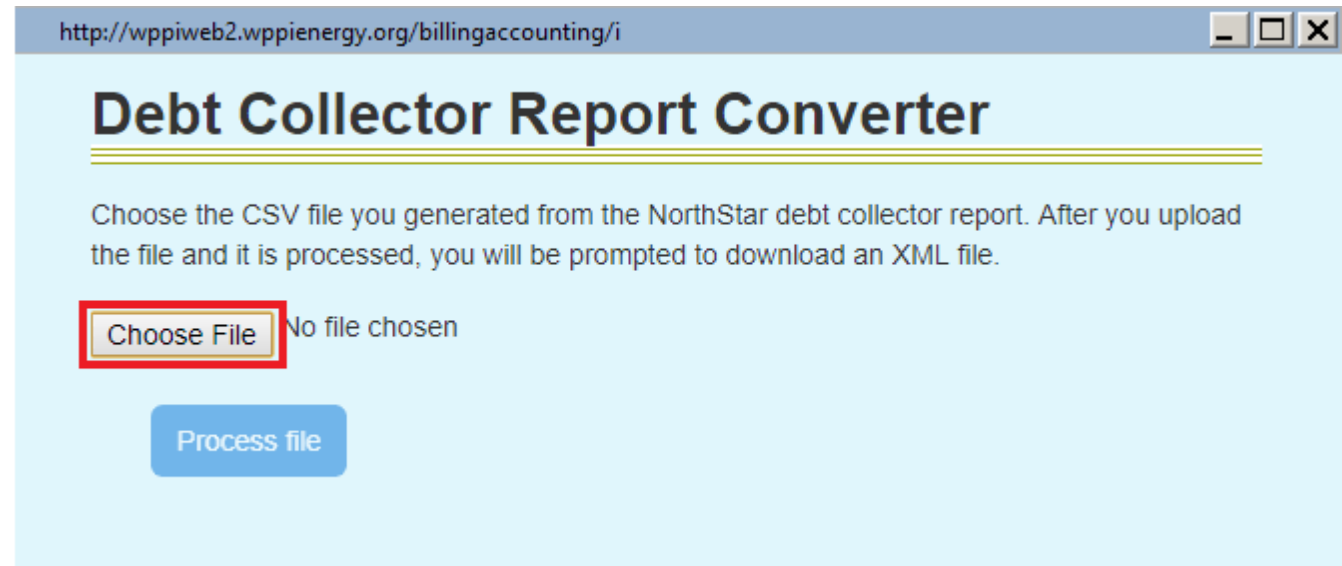 http://wppiweb2.wppienergy.org/billingaccounting/i
Debt Collector Report Converter
Choose the CSV file you generated from the NorthStar debt collector report. After you upload
the file and it is processed, you will be prompted to download an XML file.
Choose File No file chosen
Process file